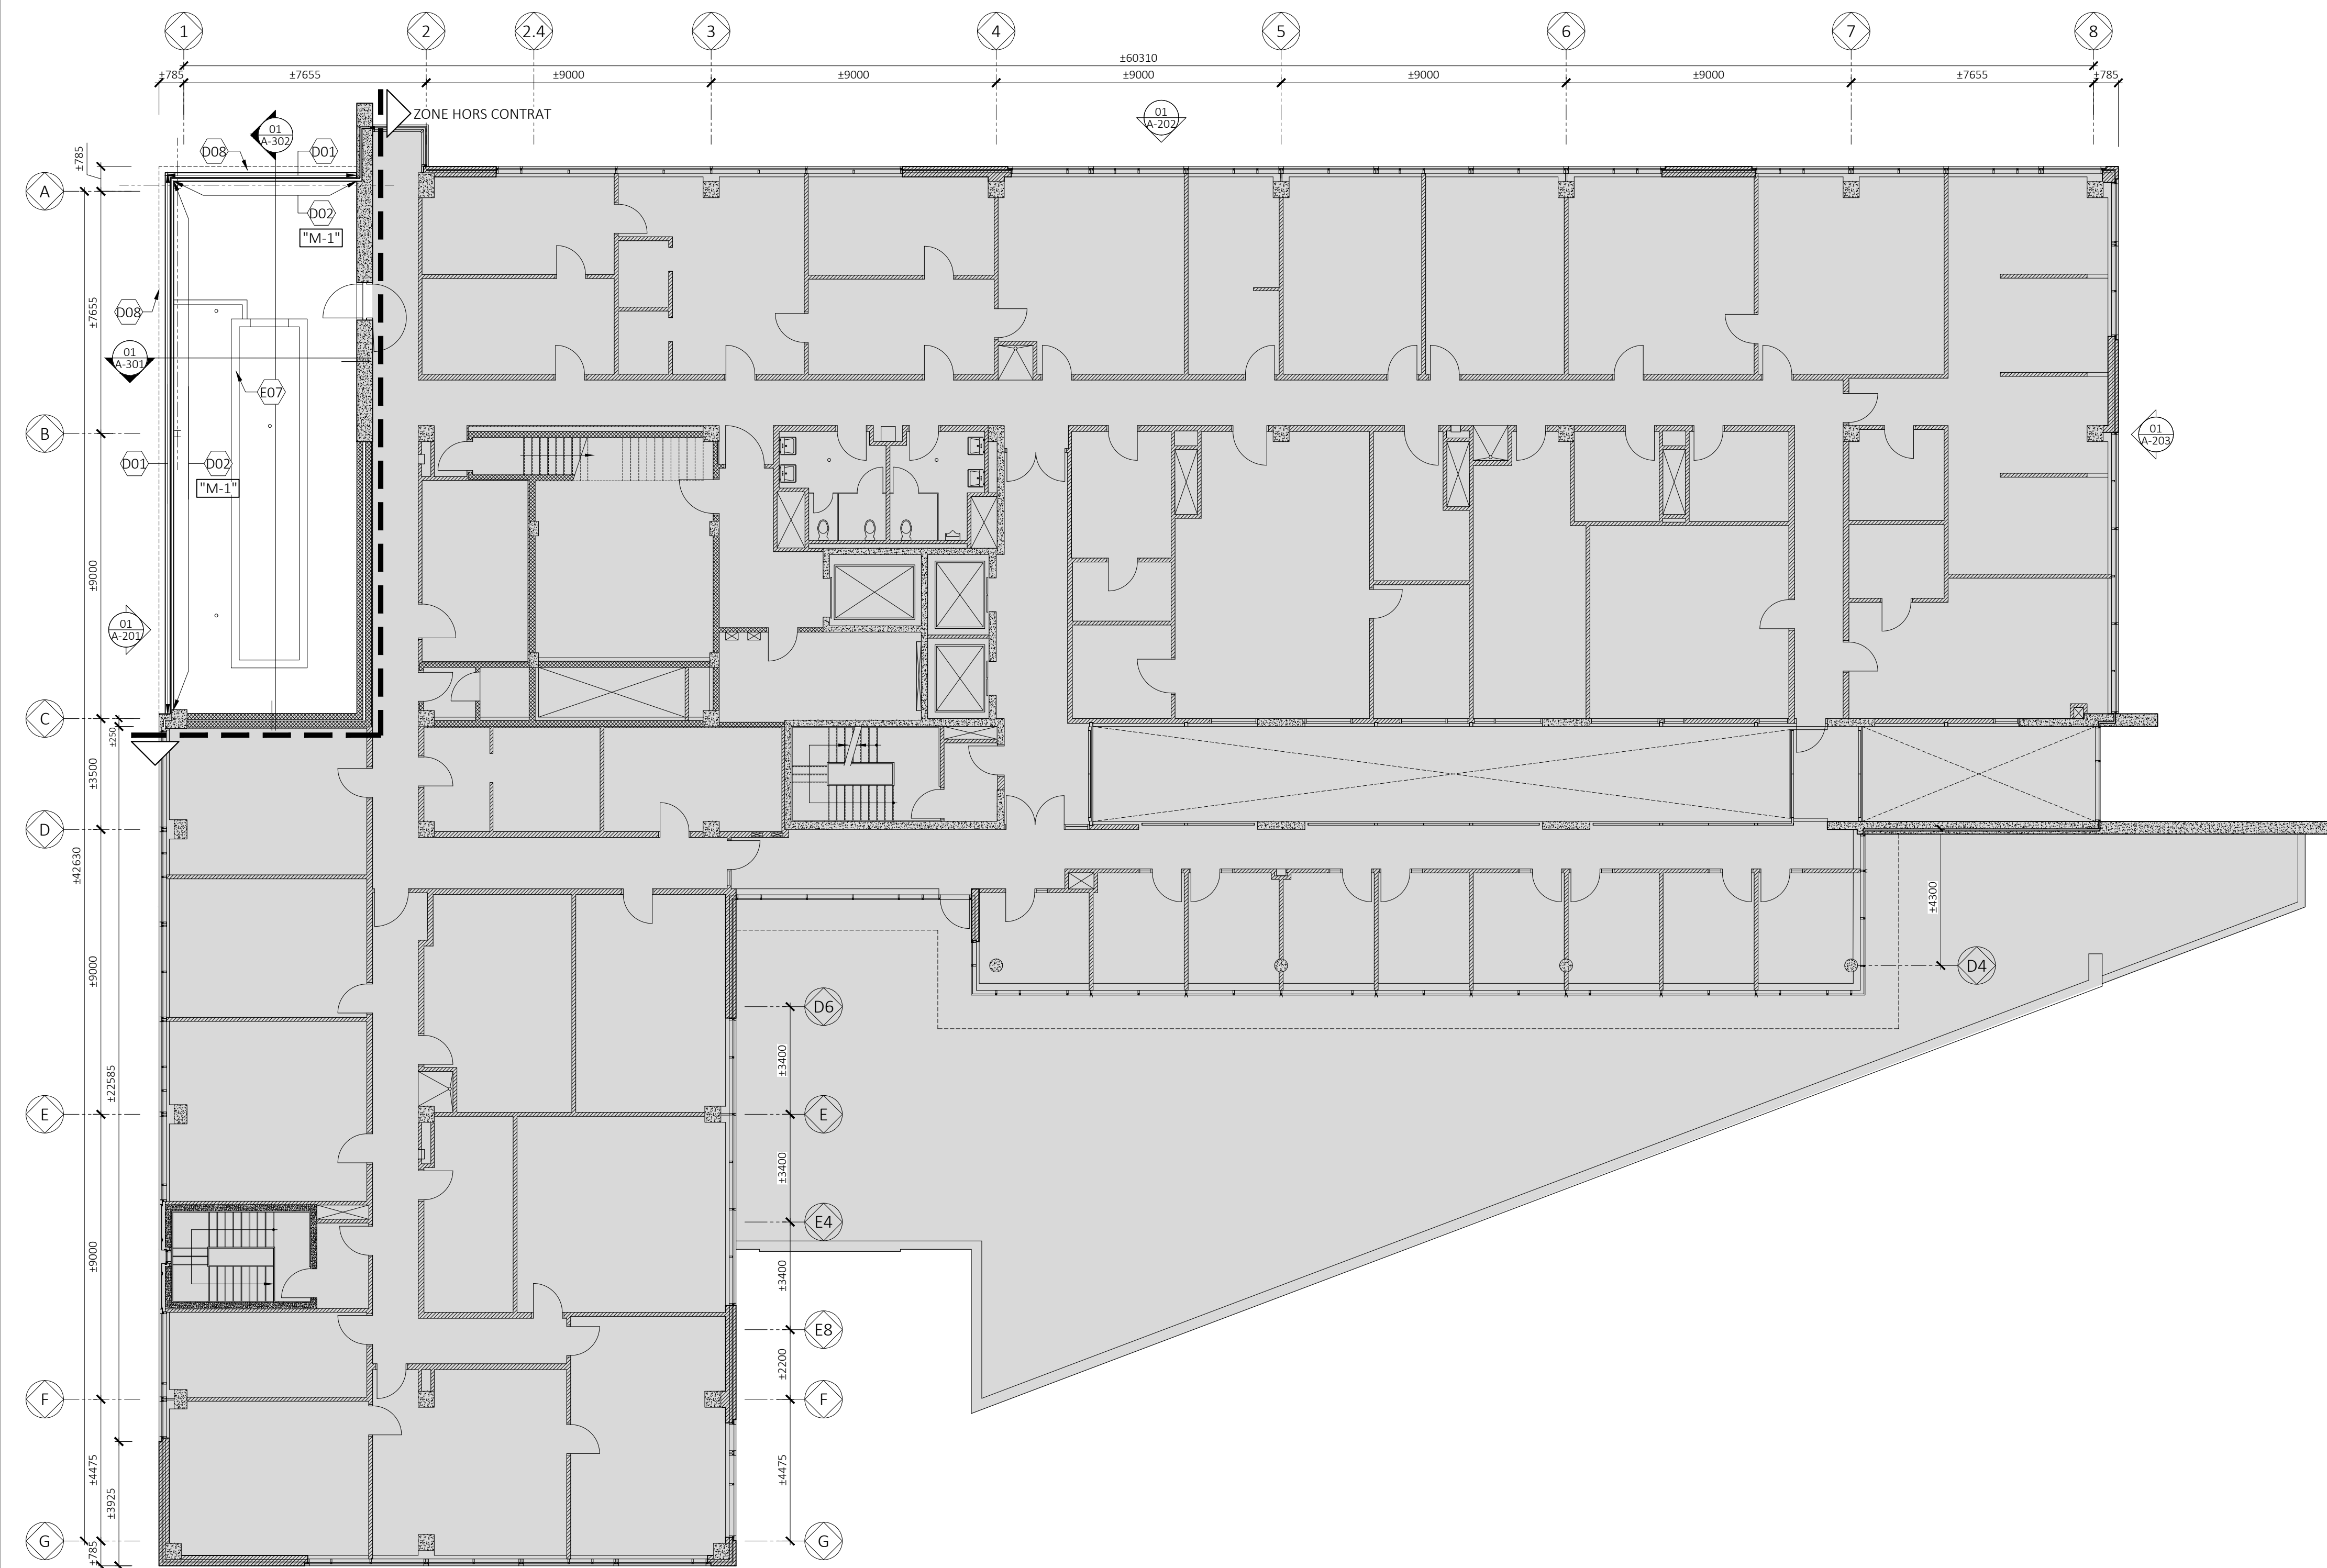 1
2
2.4
3
4
5
6
7
8
±60310
±785
±7655
±9000
±9000
±9000
±9000
±9000
±7655
±785
ZONE HORS CONTRAT
01
A-202
01
A-302
D08
D01
±785
A
D02
"M-1"
±7655
D08
01
A-301
E07
B
01
A-203
D01
D02
"M-1"
±9000
01
A-201
C
±250
±3500
D
±42630
±4300
±9000
D4
D6
±3400
±22585
E
E
±3400
E4
±9000
±3400
E8
±2200
F
F
±4475
±4475
±3925
G
G
±785